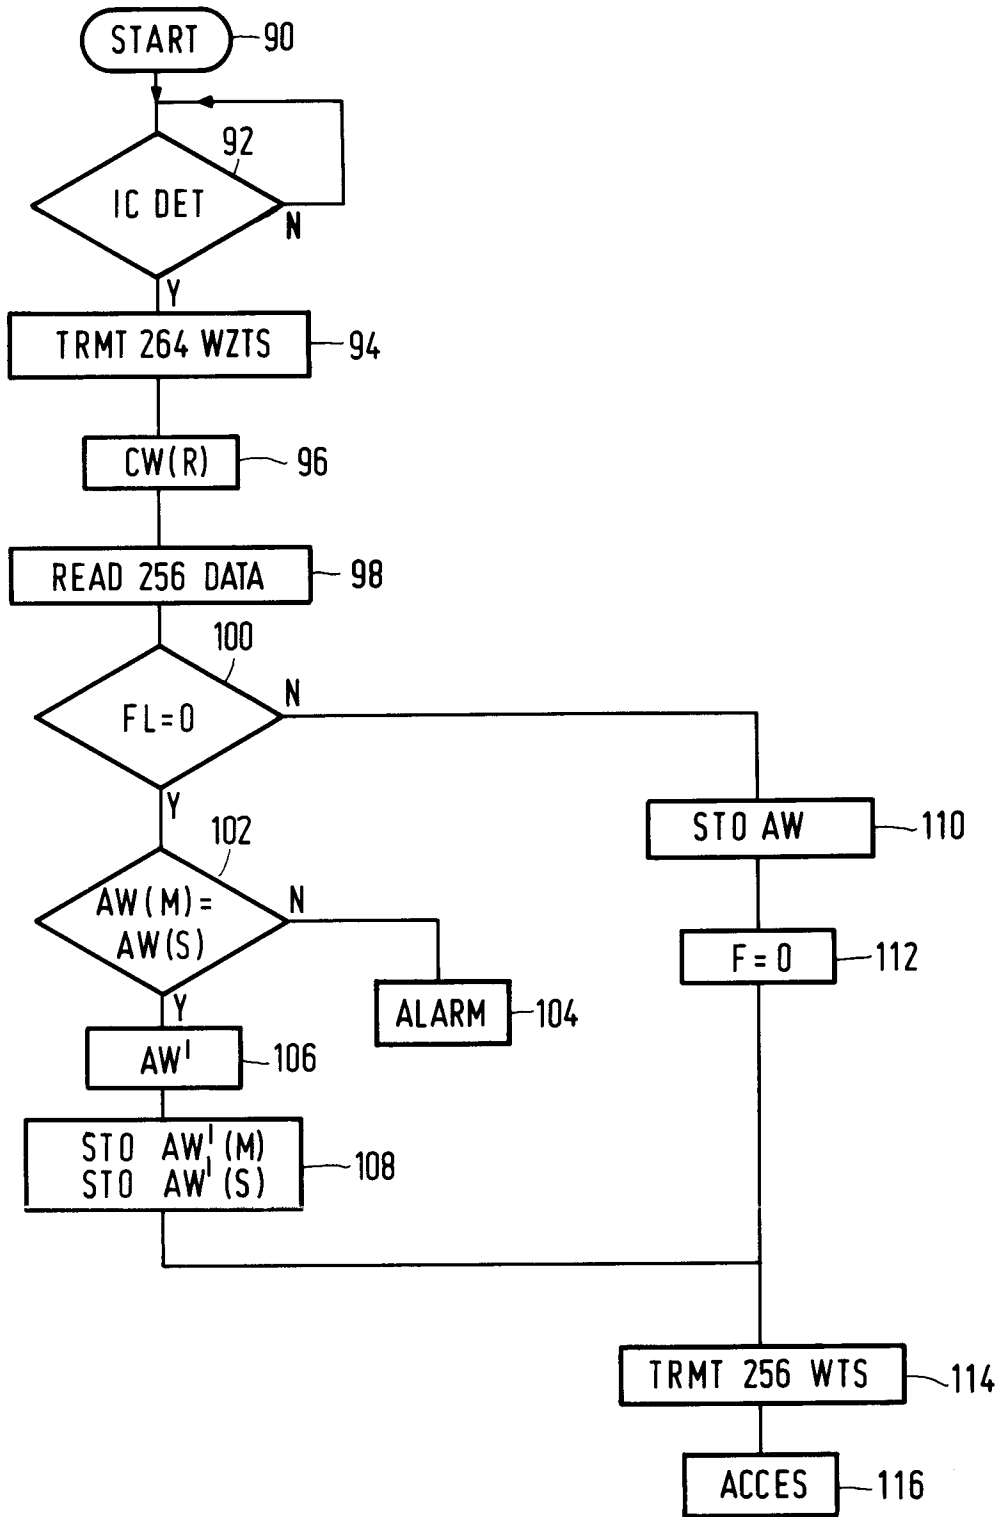 START
90
92
IC DET
N
Y
TRMT 264 WZTS
94
CW(R)
96
READ 256 DATA
98
100
FL=0
N
Y
STO AW
110
102
AW(M)=
AW(S)
N
Y
F=0
112
ALARM
104
AW'
106
STO AW'(M)
STO AW'(S)
108
TRMT 256 WTS
114
ACCES
116